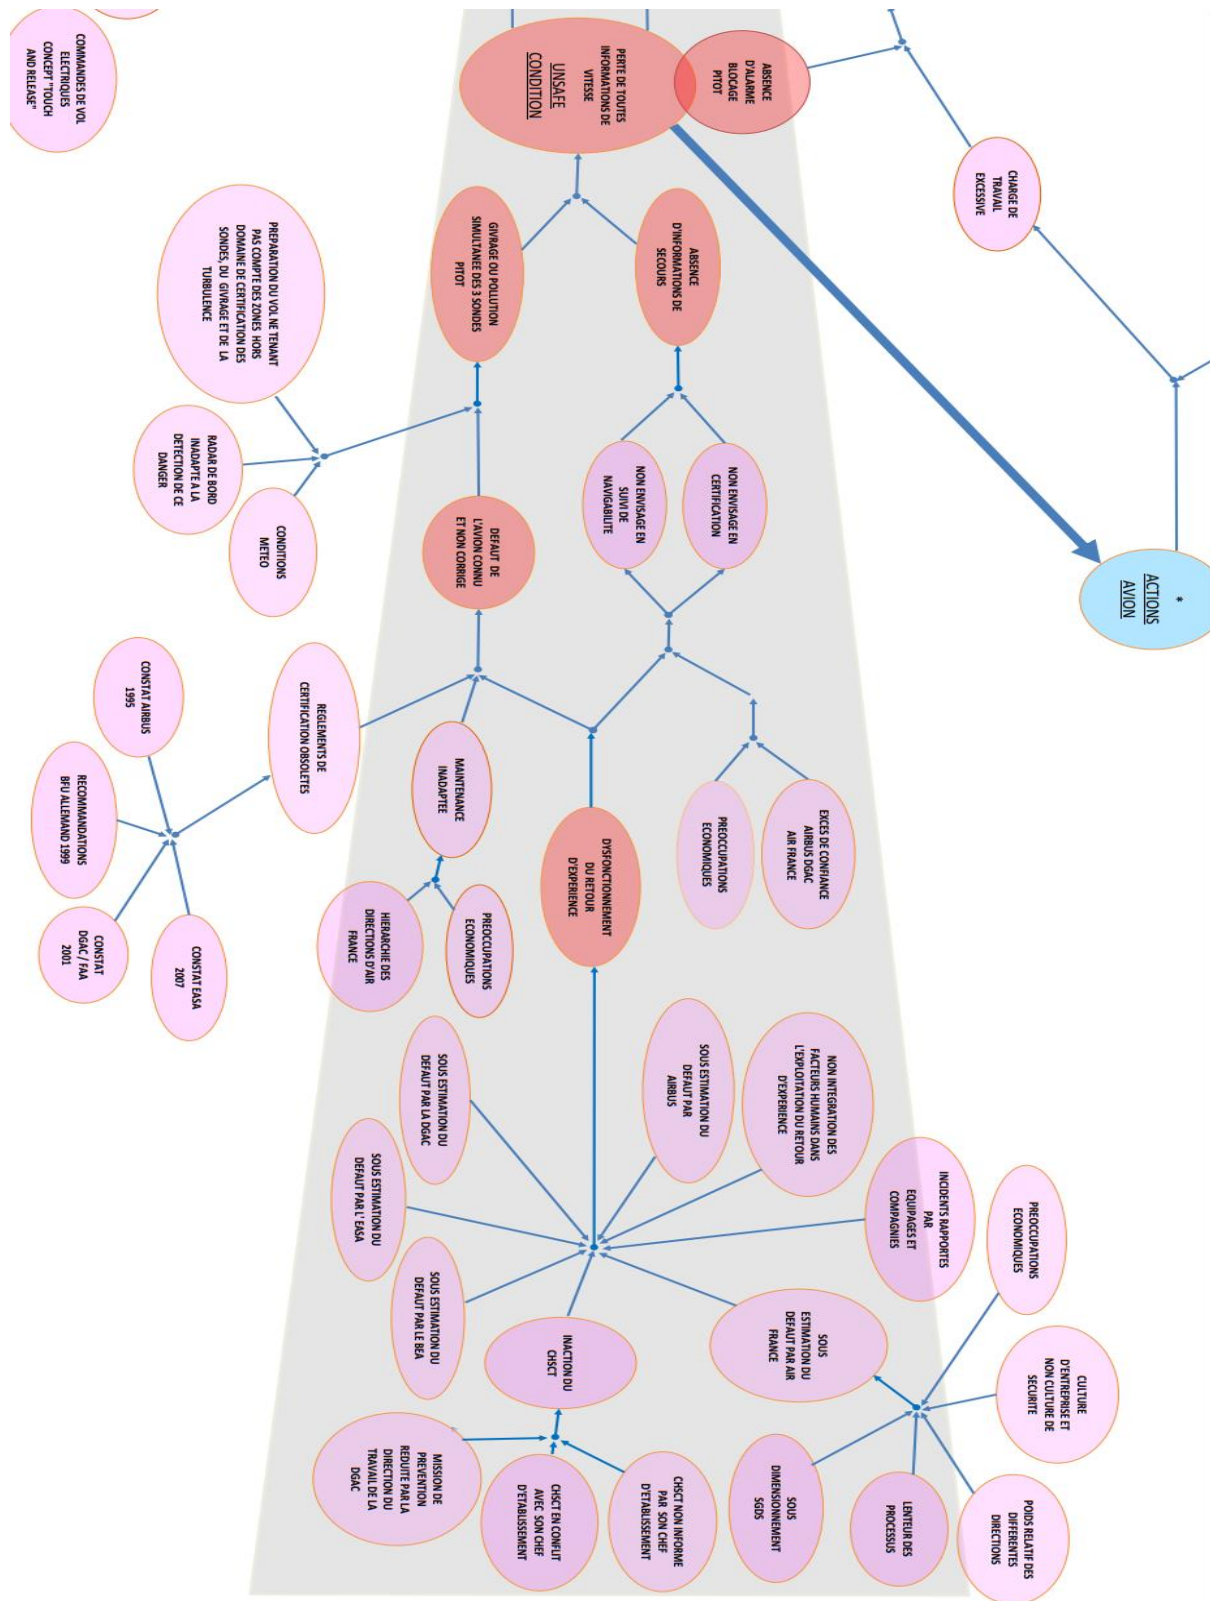 COMMANDES DE VOL
ELECTRIQUES
CONCEPT "TOUCH
AND RELEASE"
PERTE DE TOUTES
INFORMATIONS DE
VITESSE
UNSAFE
CONDITION
ABSENCE
D'ALARME
BLOCAGE
PITOT
CHARGE DE
TRAVAIL
EXCESSIVE
*
ACTIONS
AVION
PREPARATION DU VOL NE TENANT
PAS COMPTE DES ZONES HORS
DOMAINE DE CERTIFICATION DES
SONDES, DU GIVRAGE ET DE LA
TURBULENCE
GIVRAGE OU POLLUTION
SIMULTANEE DES 3 SONDES
PITOT
ABSENCE
D'INFORMATIONS DE
SECOURS
RADAR DE BORD
INADAPTE A LA
DETECTION DE CE
DANGER
CONDITIONS
METEO
DEFAUT DE
L'AVION CONNU
ET NON CORRIGE
NON ENVISAGE EN
SUIVI DE
NAVIGABILITE
NON ENVISAGE EN
CERTIFICATION
CONSTAT AIRBUS
1995
RECOMMANDATIONS
BFU ALLEMAND 1999
CONSTAT
DGAC / FAA
2001
CONSTAT EASA
2007
REGLEMENTS DE
CERTIFICATION OBSOLETES
MAINTENANCE
INADAPTEE
HIERARCHIE DES
DIRECTIONS D'AIR
FRANCE
PREOCCUPATIONS
ECONOMIQUES
DYSFONCTIONNEMENT
DU RETOUR
D'EXPERIENCE
PREOCCUPATIONS
ECONOMIQUES
EXCES DE CONFIANCE
AIRBUS DGAC
AIR FRANCE
SOUS ESTIMATION DU
DEFAUT PAR LA DGAC
SOUS ESTIMATION DU
DEFAUT PAR L' EASA
SOUS ESTIMATION DU
DEFAUT PAR LE BEA
SOUS ESTIMATION DU
DEFAUT PAR
AIRBUS
NON INTEGRATION DES
FACTEURS HUMAINS DANS
L'EXPLOITATION DU RETOUR
D'EXPERIENCE
INCIDENTS RAPPORTES
PAR
EQUIPAGES ET
COMPAGNIES
PREOCCUPATIONS
ECONOMIQUES
INACTION DU
CHSCT
SOUS
ESTIMATION DU
DEFAUT PAR AIR
FRANCE
CULTURE
D'ENTREPRISE ET
NON CULTURE DE
SECURITE
MISSION DE
PREVENTION
REDUITE PAR LA
DIRECTION DU
TRAVAIL DE LA
DGAC
CHSCT EN CONFLIT
AVEC SON CHEF
D'ETABLISSEMENT
CHSCT NON INFORME
PAR SON CHEF
D'ETABLISSEMENT
SOUS
DIMENSIONNEMENT
SGDS
LENTEUR DES
PROCESSUS
POIDS RELATIF DES
DIFFERENTES
DIRECTIONS